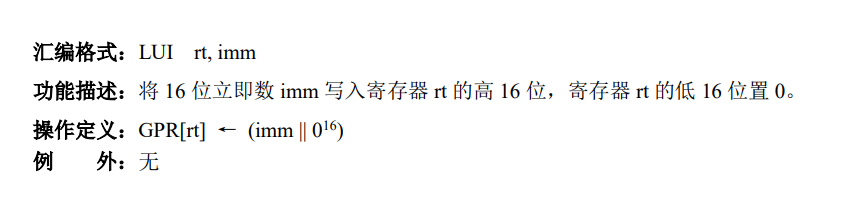 汇编格式：LUI rt, imm
功能描述：将 16 位立即数 imm 写入寄存器 rt 的高 16 位，寄存器 rt 的低 16 位置 0。
操作定义：GPR[rt] ← (imm || 0¹⁶)
例 外：无